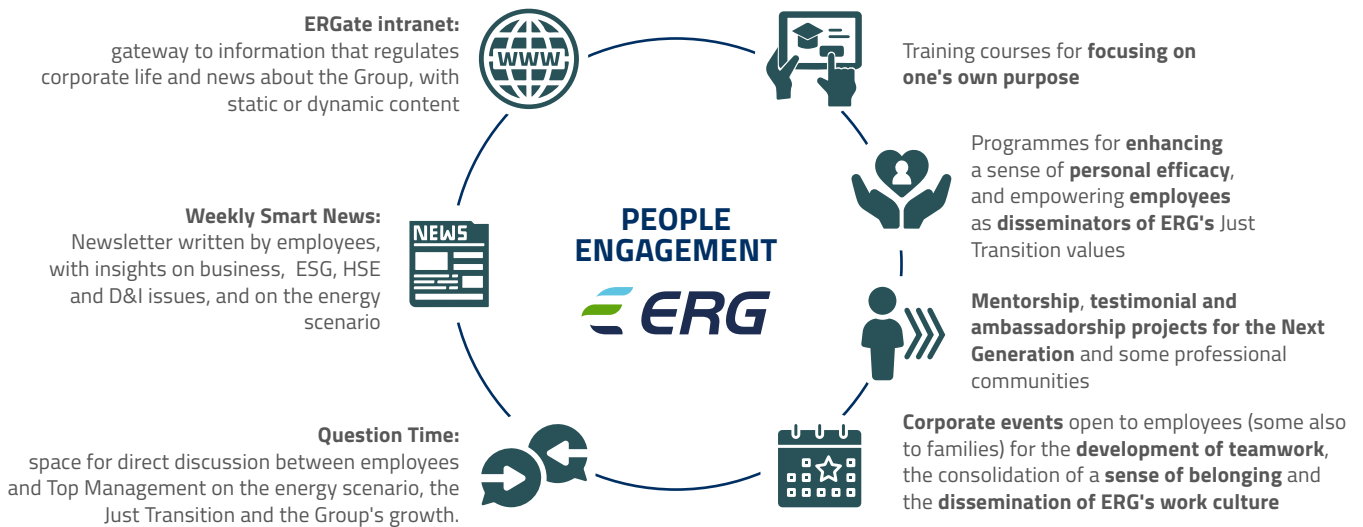 ERGate intranet:
gateway to information that regulates
corporate life and news about the Group, with
static or dynamic content
WWW
Training courses for focusing on
one's own purpose
Programmes for enhancing
a sense of personal efficacy,
and empowering employees
as disseminators of ERG's Just
Transition values
Weekly Smart News:
Newsletter written by employees,
with insights on business, ESG, HSE
and D&I issues, and on the energy
scenario
NEWS
PEOPLE
ENGAGEMENT
ERG
Mentorship, testimonial and
ambassadorship projects for the Next
Generation and some professional
communities
Question Time:
space for direct discussion between employees
and Top Management on the energy scenario, the
Just Transition and the Group's growth.
Corporate events open to employees (some also
to families) for the development of teamwork,
the consolidation of a sense of belonging and
the dissemination of ERG's work culture